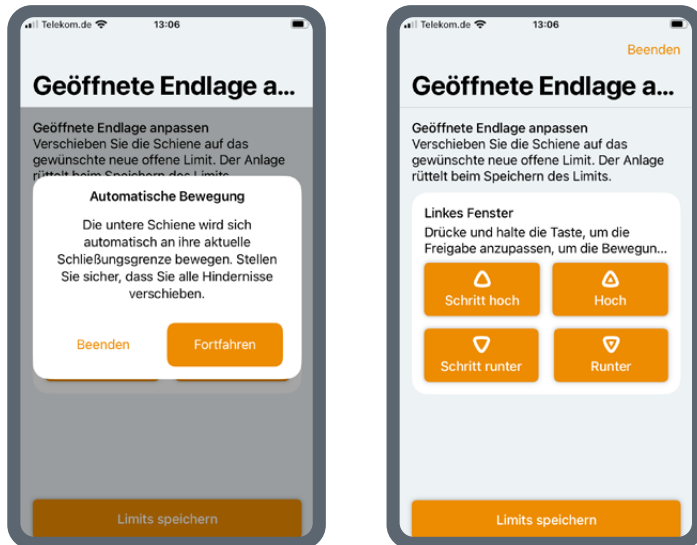 Telekom.de
13:06
Geöffnete Endlage a...
Geöffnete Endlage anpassen
Verschieben Sie die Schiene auf das
gewünschte neue offene Limit. Der Anlage
rüttelt beim Speichern des Limits.
Automatische Bewegung
Die untere Schiene wird sich
automatisch an ihre aktuelle
Schließungsgrenze bewegen. Stellen
Sie sicher, dass Sie alle Hindernisse
verschieben.
Beenden
Fortfahren
Limits speichern
Telekom.de
13:06
Beenden
Geöffnete Endlage a...
Geöffnete Endlage anpassen
Verschieben Sie die Schiene auf das
gewünschte neue offene Limit. Der Anlage
rüttelt beim Speichern des Limits.
Linkes Fenster
Drücke und halte die Taste, um die
Freigabe anzupassen, um die Bewegun...
Schritt hoch
Hoch
Schritt runter
Runter
Limits speichern